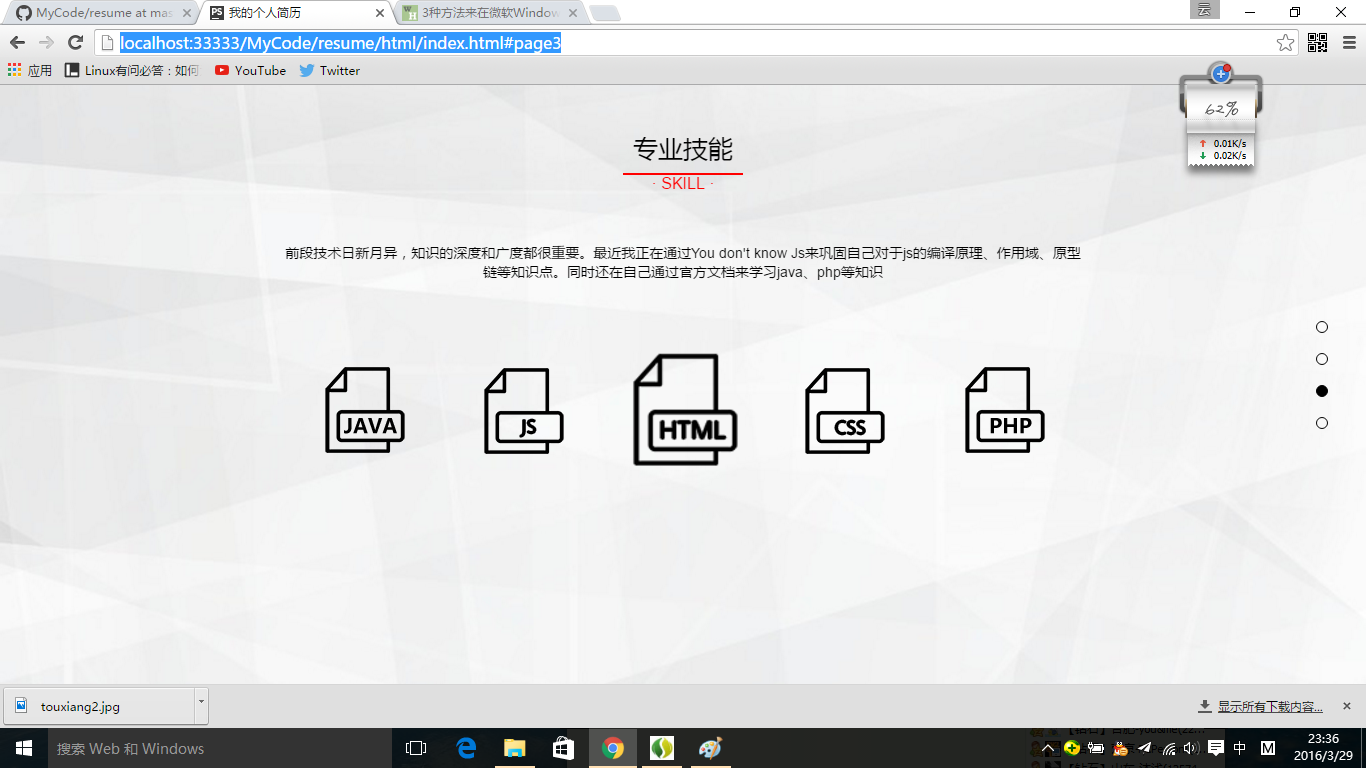 MyCode/resume at mas
我的个人简历
3种方法来在微软Window
云
localhost:33333/MyCode/resume/html/index.html#page3
应用
Linux有问必答：如何
YouTube
Twitter
62%
0.01K/s
0.02K/s
专业技能
· SKILL ·
前段技术日新月异，知识的深度和广度都很重要。最近我正在通过You don't know Js来巩固自己对于js的编译原理、作用域、原型
链等知识点。同时还在自己通过官方文档来学习java、php等知识
JAVA
JS
HTML
CSS
PHP
touxiang2.jpg
显示所有下载内容...
搜索 Web 和 Windows
中
M
23:36
2016/3/29